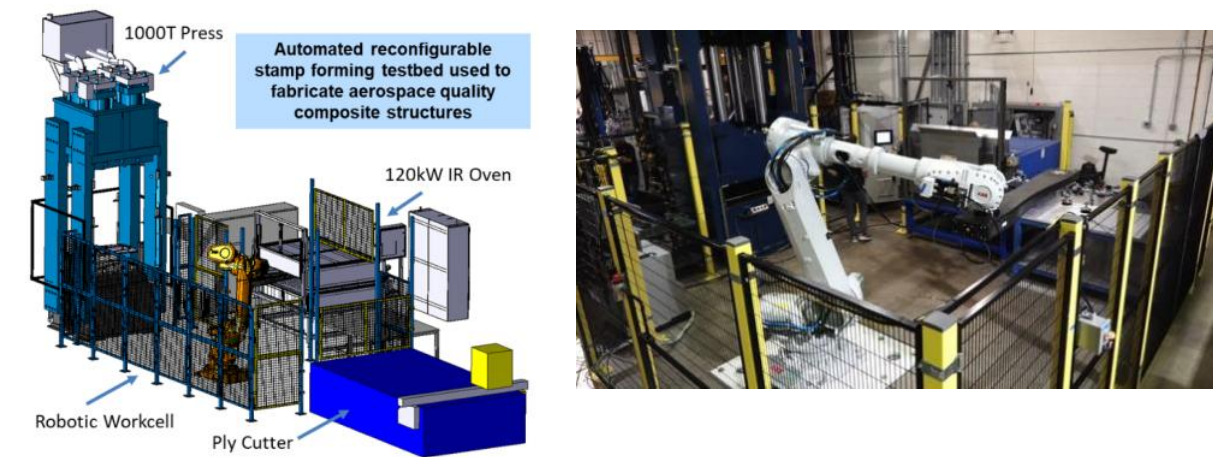 1000T Press
Automated reconfigurable
stamp forming testbed used to
fabricate aerospace quality
composite structures
120kW IR Oven
Robotic Workcell
Ply Cutter
ABB